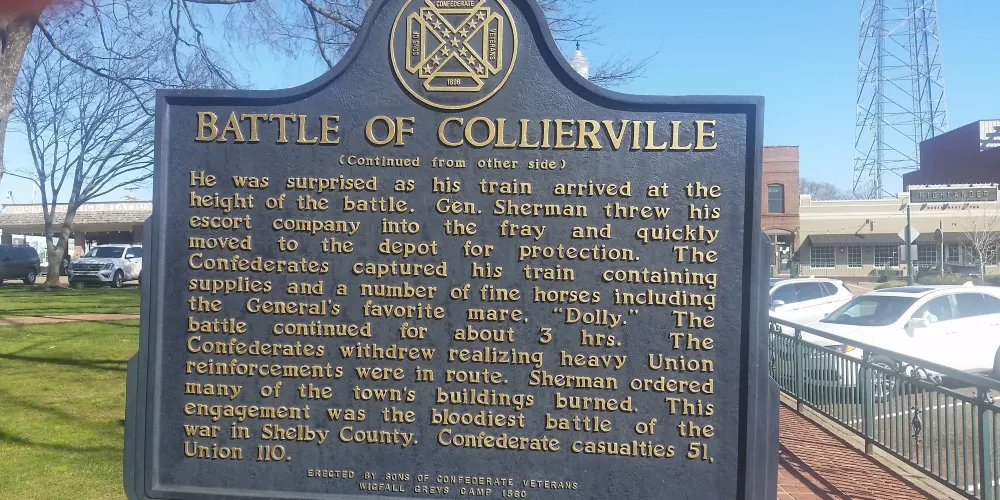 CONFEDERATE
SONS OF
VETERANS
1896
BATTLE OF COLLIERVILLE
(Continued from other side)
He was surprised as his train arrived at the
height of the battle. Gen. Sherman threw his
escort company into the fray and quickly
moved to the depot for protection. The
Confederates captured his train containing
supplies and a number of fine horses including
the General's favorite mare, "Dolly." The
battle continued for about 3 hrs. The
Confederates withdrew realizing heavy Union
reinforcements were in route. Sherman ordered
many of the town's buildings burned. This
engagement was the bloodiest battle of the
war in Shelby County. Confederate casualties 51,
Union 110.
ERECTED BY SONS OF CONFEDERATE VETERANS
WIGFALL GREYS CAMP 1560
HIGHLANDER